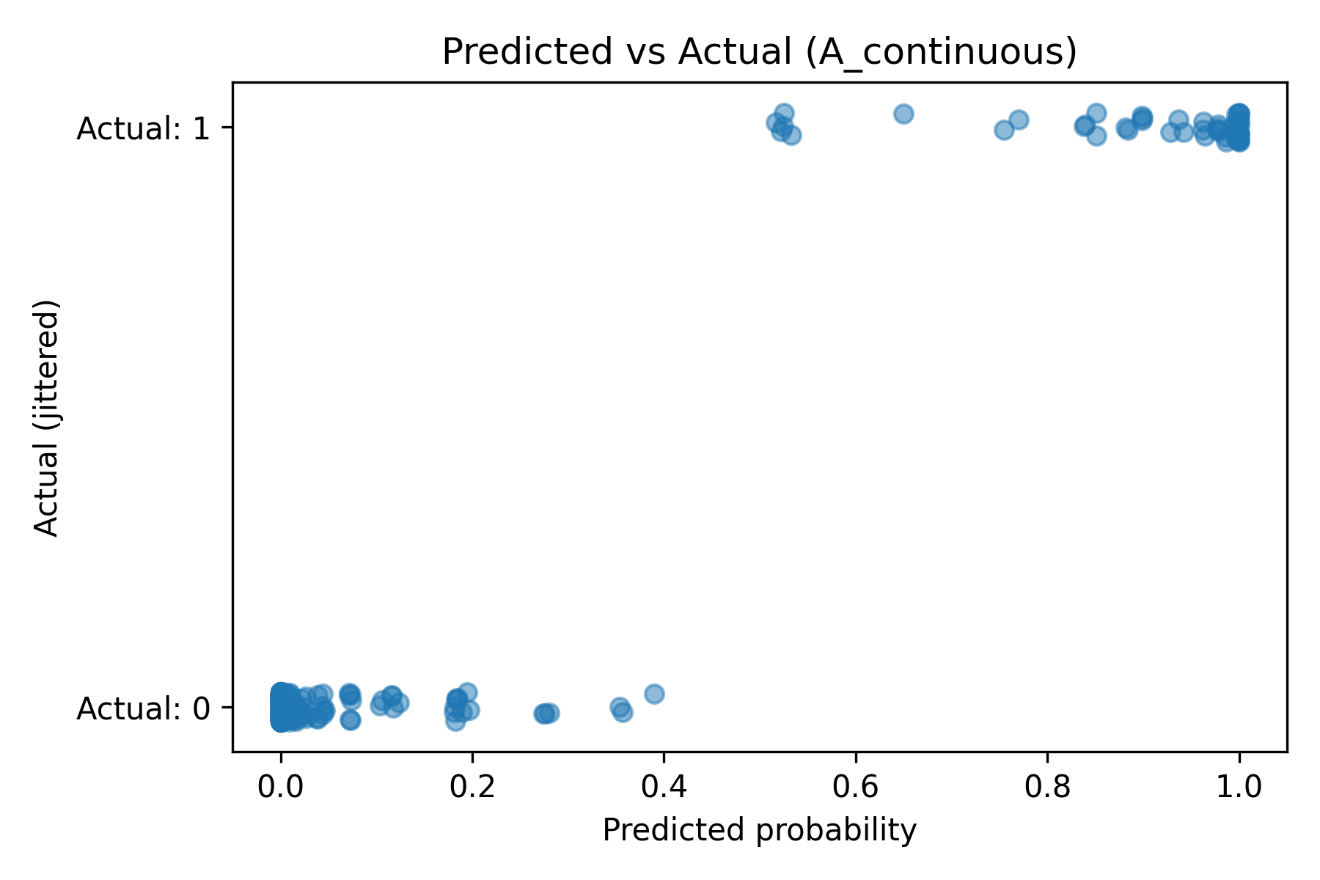 Predicted vs Actual (A_continuous)
Actual: 1
Actual (jittered)
Actual: 0
0.0 0.2 0.4 0.6 0.8 1.0
Predicted probability